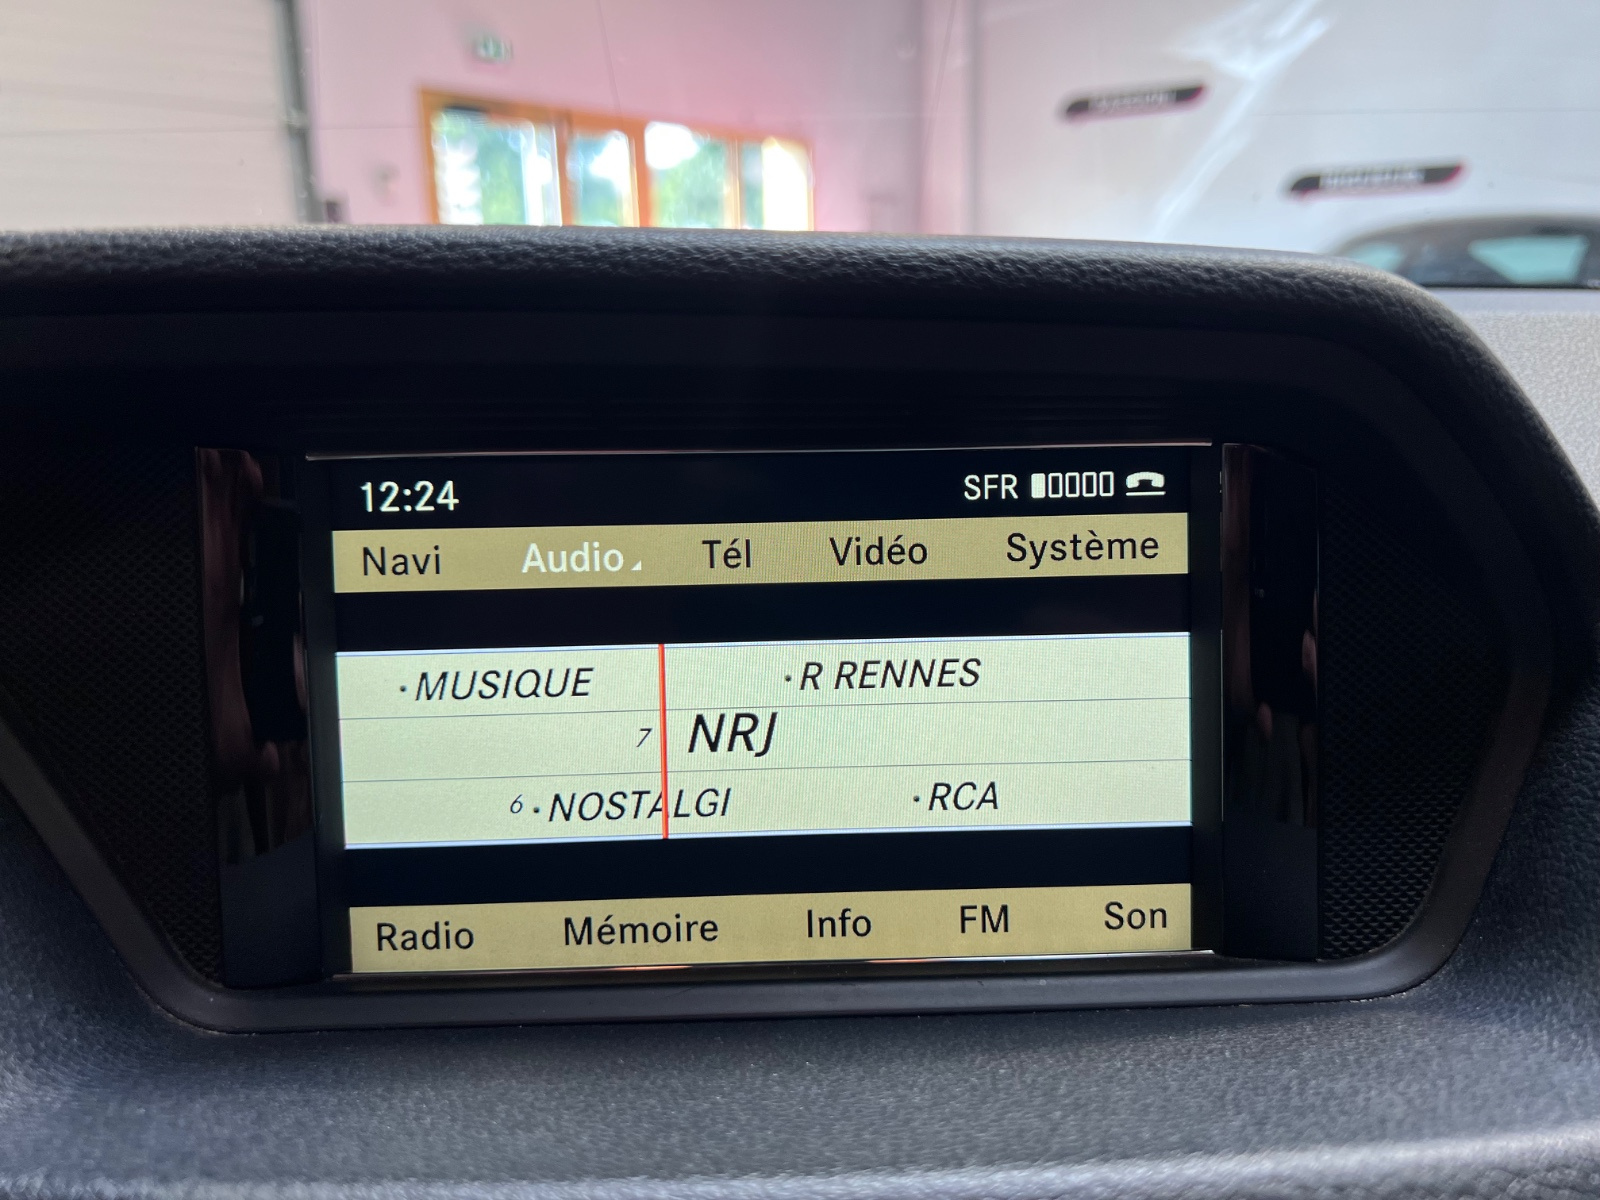 12:24 SFR
Navi Audio Tél Vidéo Système
·MUSIQUE ·R RENNES
7 NRJ
6 ·NOSTALGI ·RCA
Radio Mémoire Info FM Son